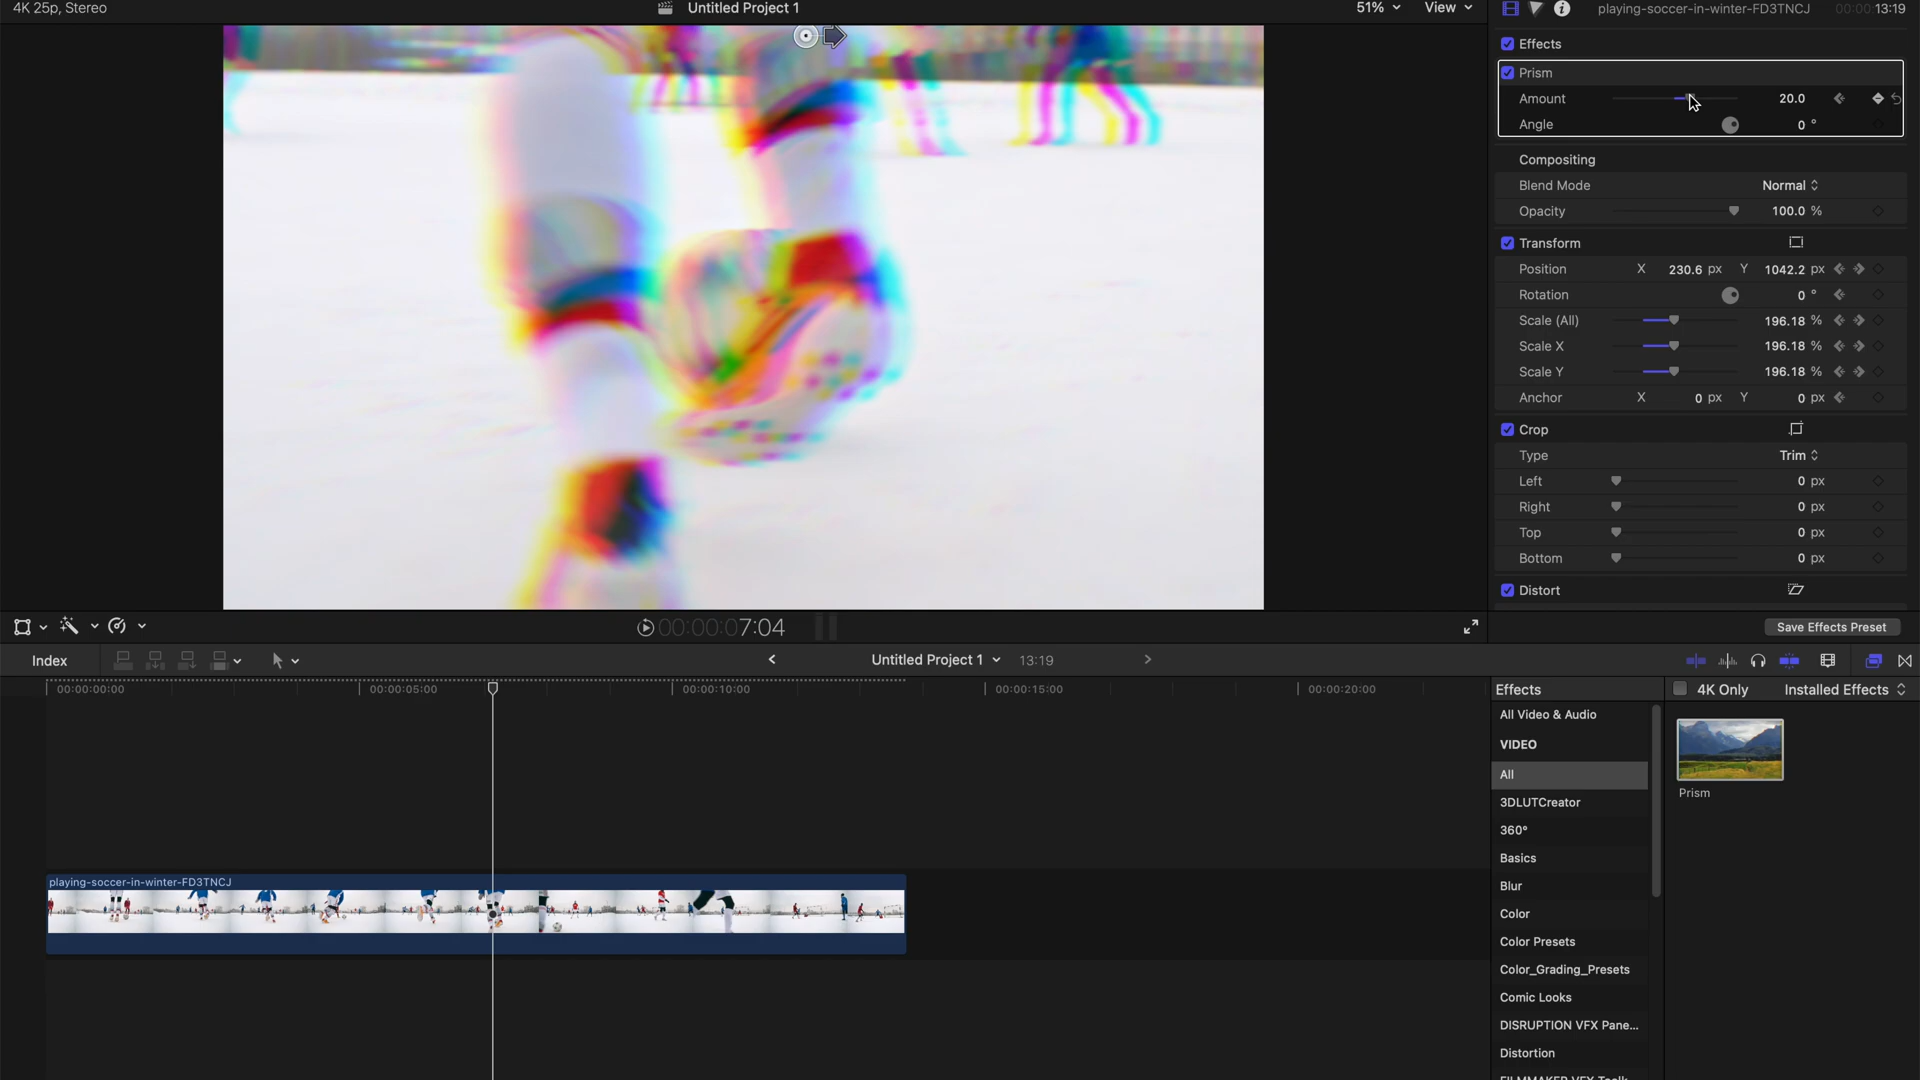 4K 25p, Stereo
Untitled Project 1
51%
View
playing-soccer-in-winter-FD3TNCJ
00:00:13:19
Effects
Prism
Amount
20.0
Angle
0 °
Compositing
Blend Mode
Normal
Opacity
100.0 %
Transform
Position
X 230.6 px Y 1042.2 px
Rotation
0 °
Scale (All)
196.18 %
Scale X
196.18 %
Scale Y
196.18 %
Anchor
X 0 px Y 0 px
Crop
Type
Trim
Left
0 px
Right
0 px
Top
0 px
Bottom
0 px
Distort
00:00:07:04
Save Effects Preset
Index
Untitled Project 1
13:19
00:00:00:00
00:00:05:00
00:00:10:00
00:00:15:00
00:00:20:00
playing-soccer-in-winter-FD3TNCJ
Effects
4K Only
Installed Effects
All Video & Audio
VIDEO
All
3DLUTCreator
360°
Basics
Blur
Color
Color Presets
Color_Grading_Presets
Comic Looks
DISRUPTION VFX Pane...
Distortion
Prism